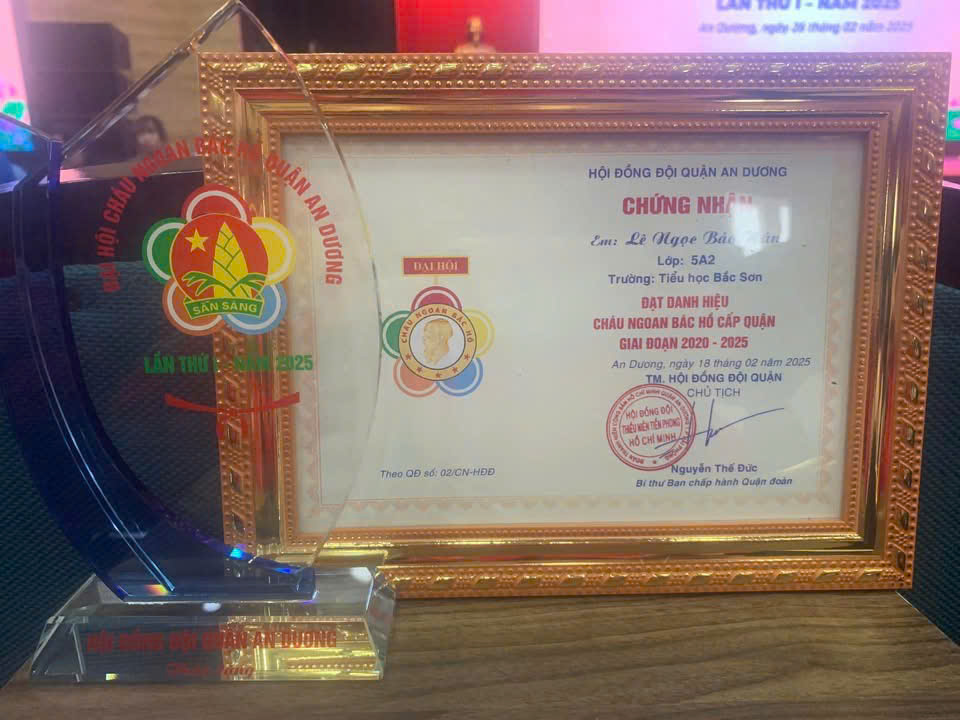 LẦN THỨ I - NĂM 2025
An Dương, ngày 26 tháng 02 năm 2025
ĐẠI HỘI CHÁU NGOAN BÁC HỒ QUẬN AN DƯƠNG
SẴN SÀNG
LẦN THỨ I - NĂM 2025
HỘI ĐỒNG ĐỘI QUẬN AN DƯƠNG
ĐẠI HỘI
CHÁU NGOAN BÁC HỒ
Theo QĐ số: 02/CN-HĐĐ
HỘI ĐỒNG ĐỘI QUẬN AN DƯƠNG
CHỨNG NHẬN
Em: Lê Ngọc Bảo
Lớp: 5A2
Trường: Tiểu học Bắc Sơn
ĐẠT DANH HIỆU
CHÁU NGOAN BÁC HỒ CẤP QUẬN
GIAI ĐOẠN 2020 - 2025
An Dương, ngày 18 tháng 02 năm 2025
TM. HỘI ĐỒNG ĐỘI QUẬN
CHỦ TỊCH
HỘI ĐỒNG ĐỘI
THIẾU NIÊN TIỀN PHONG
HỒ CHÍ MINH
Nguyễn Thế Đức
Bí thư Ban chấp hành Quận đoàn